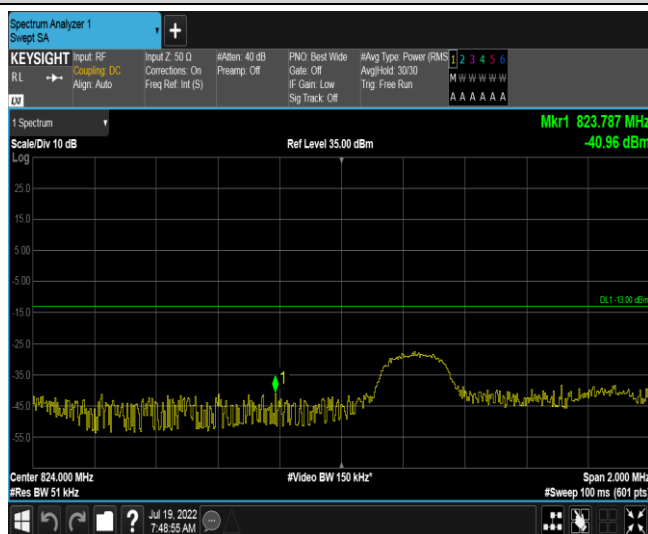 Spectrum Analyzer 1
Swept SA
+
KEYSIGHT
RL
LXI
Input: RF
Coupling: DC
Align: Auto
Input Z: 50 Ω
Corrections: On
Freq Ref: Int (S)
#Atten: 40 dB
Preamp: Off
PNO: Best Wide
Gate: Off
IF Gain: Low
Sig Track: Off
#Avg Type: Power (RMS
Avg|Hold: 30/30
Trig: Free Run
1 2 3 4 5 6
M W W W W W
A A A A A A
1 Spectrum
Scale/Div 10 dB
Ref Level 35.00 dBm
Mkr1 823.787 MHz
-40.96 dBm
Log
25.0
15.0
5.00
-5.00
DL1 -13.00 dBm
-15.0
-25.0
1
-35.0
-45.0
-55.0
Center 824.000 MHz
#Video BW 150 kHz*
Span 2.000 MHz
#Res BW 51 kHz
#Sweep 100 ms (601 pts)
?
Jul 19, 2022
7:48:55 AM